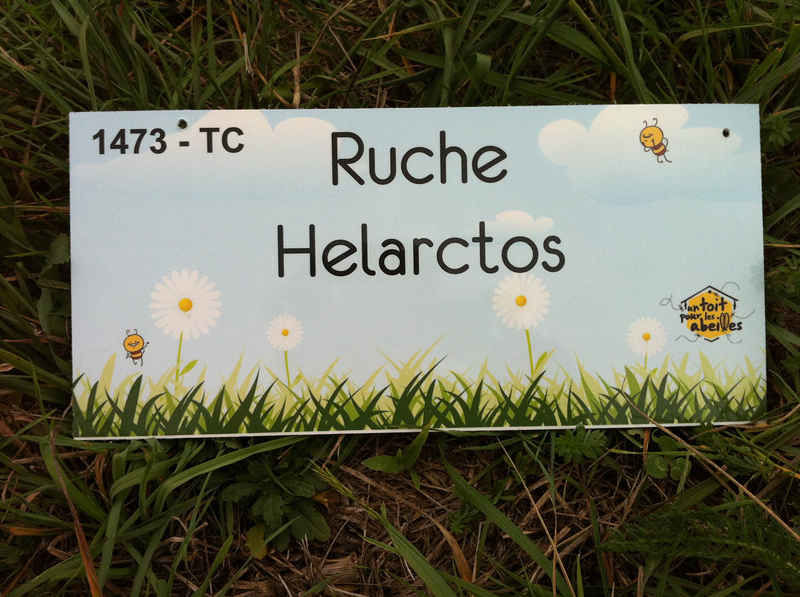 1473 - TC
Ruche
Helarctos
un toit
pour les
abeilles